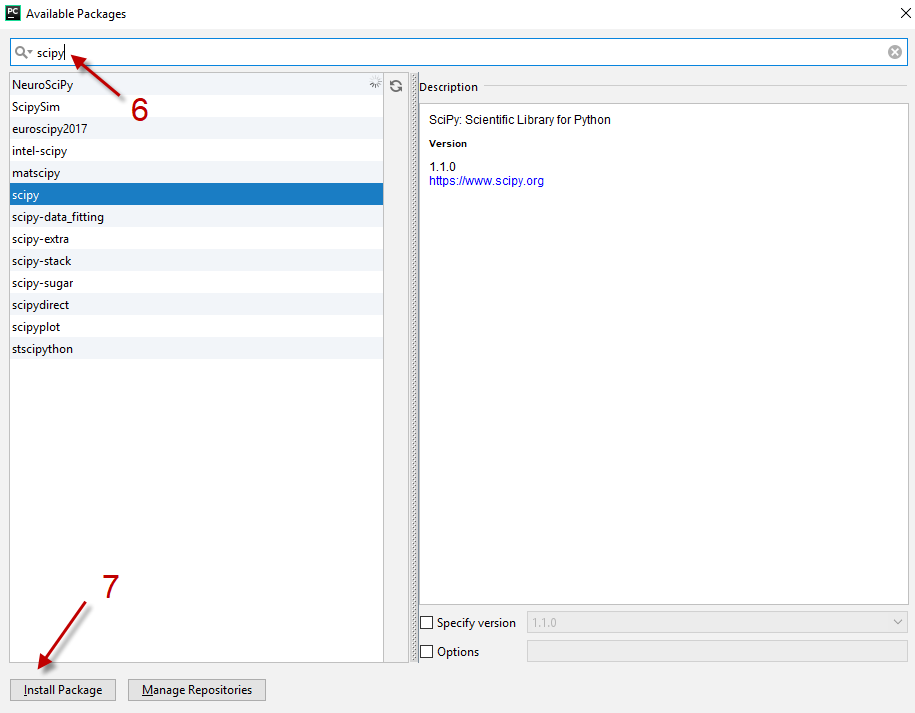 PC Available Packages
scipy
6
NeuroSciPy
ScipySim
euroscipy2017
intel-scipy
matscipy
scipy
scipy-data_fitting
scipy-extra
scipy-stack
scipy-sugar
scipydirect
scipyplot
stscipython
Description
SciPy: Scientific Library for Python
Version
1.1.0
https://www.scipy.org
7
Specify version 1.1.0
Options
Install Package Manage Repositories